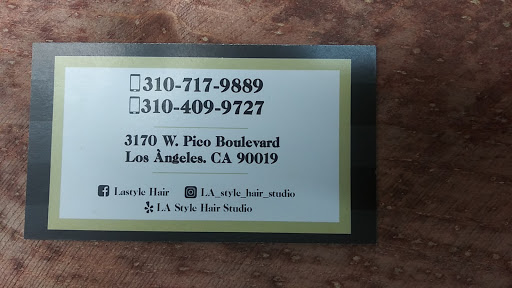 310-717-9889
310-409-9727
3170 W. Pico Boulevard
Los Àngeles. CA 90019
Lastyle Hair LA_style_hair_studio
LA Style Hair Studio